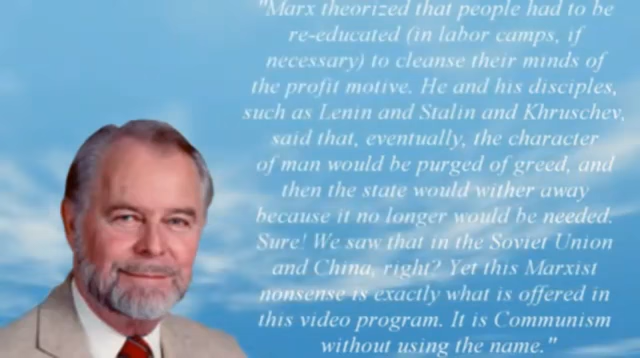 "Marx theorized that people had to be
re-educated (in labor camps, if
necessary) to cleanse their minds of
the profit motive. He and his disciples,
such as Lenin and Stalin and Khruschev,
said that, eventually, the character
of man would be purged of greed, and
then the state would wither away
because it no longer would be needed.
Sure! We saw that in the Soviet Union
and China, right? Yet this Marxist
nonsense is exactly what is offered in
this video program. It is Communism
without using the name."